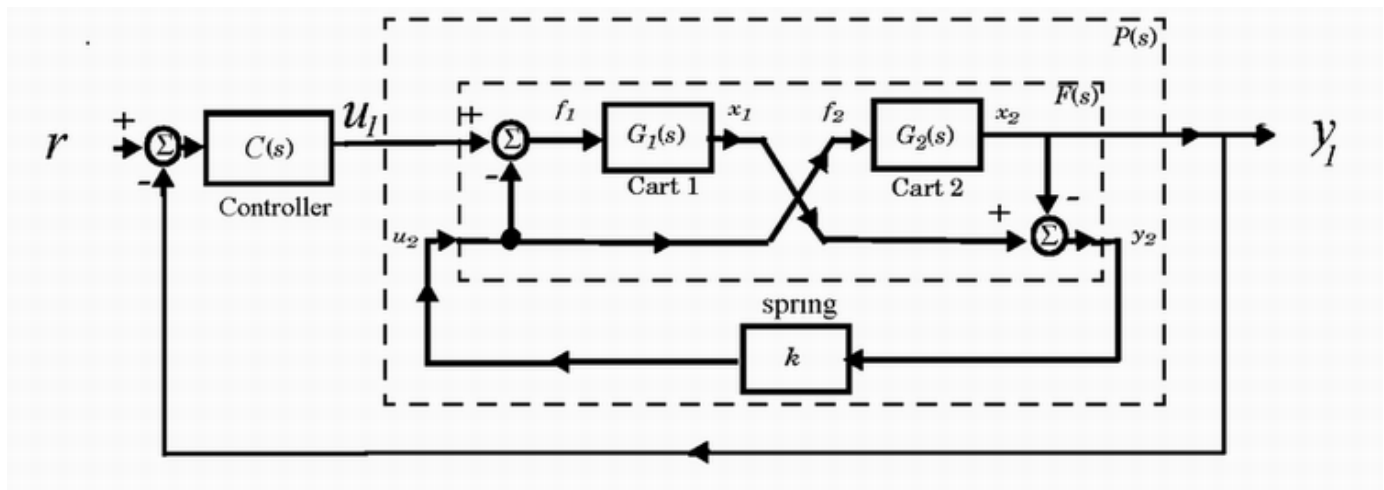 P(s)
F(s)
r
+
Σ
-
C(s)
Controller
u₁
+
Σ
-
f₁
G₁(s)
Cart 1
x₁
f₂
G₂(s)
Cart 2
x₂
-
+
Σ
u₂
y₂
y₁
spring
k